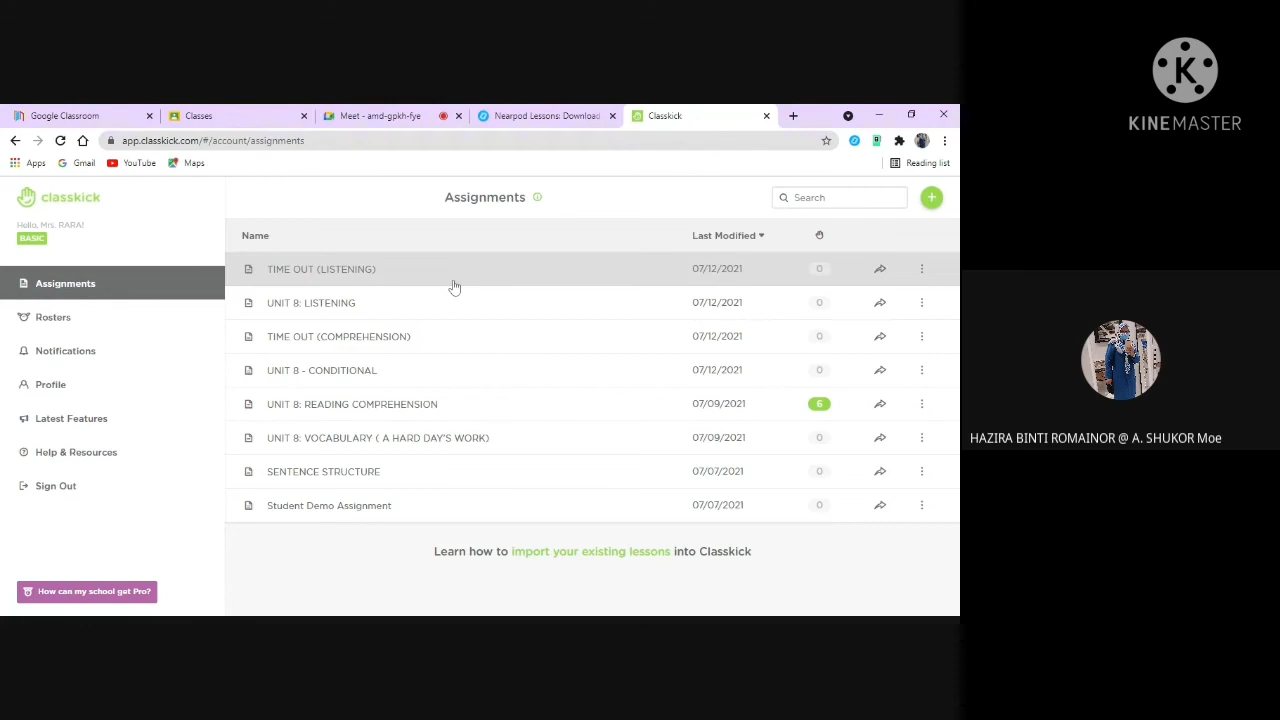 K
KINEMASTER
Google Classroom
Classes
Meet - amd-gpkh-fye
Nearpod Lessons: Download
Classkick
app.classkick.com/#/account/assignments
Apps
Gmail
YouTube
Maps
Reading list
classkick
Hello, Mrs. RARA!
BASIC
Assignments
Rosters
Notifications
Profile
Latest Features
Help & Resources
Sign Out
How can my school get Pro?
Assignments
Search
Name Last Modified
TIME OUT (LISTENING) 07/12/2021 0
UNIT 8: LISTENING 07/12/2021 0
TIME OUT (COMPREHENSION) 07/12/2021 0
UNIT 8 - CONDITIONAL 07/12/2021 0
UNIT 8: READING COMPREHENSION 07/09/2021 6
UNIT 8: VOCABULARY ( A HARD DAY'S WORK) 07/09/2021 0
SENTENCE STRUCTURE 07/07/2021 0
Student Demo Assignment 07/07/2021 0
Learn how to import your existing lessons into Classkick
HAZIRA BINTI ROMAINOR @ A. SHUKOR Moe